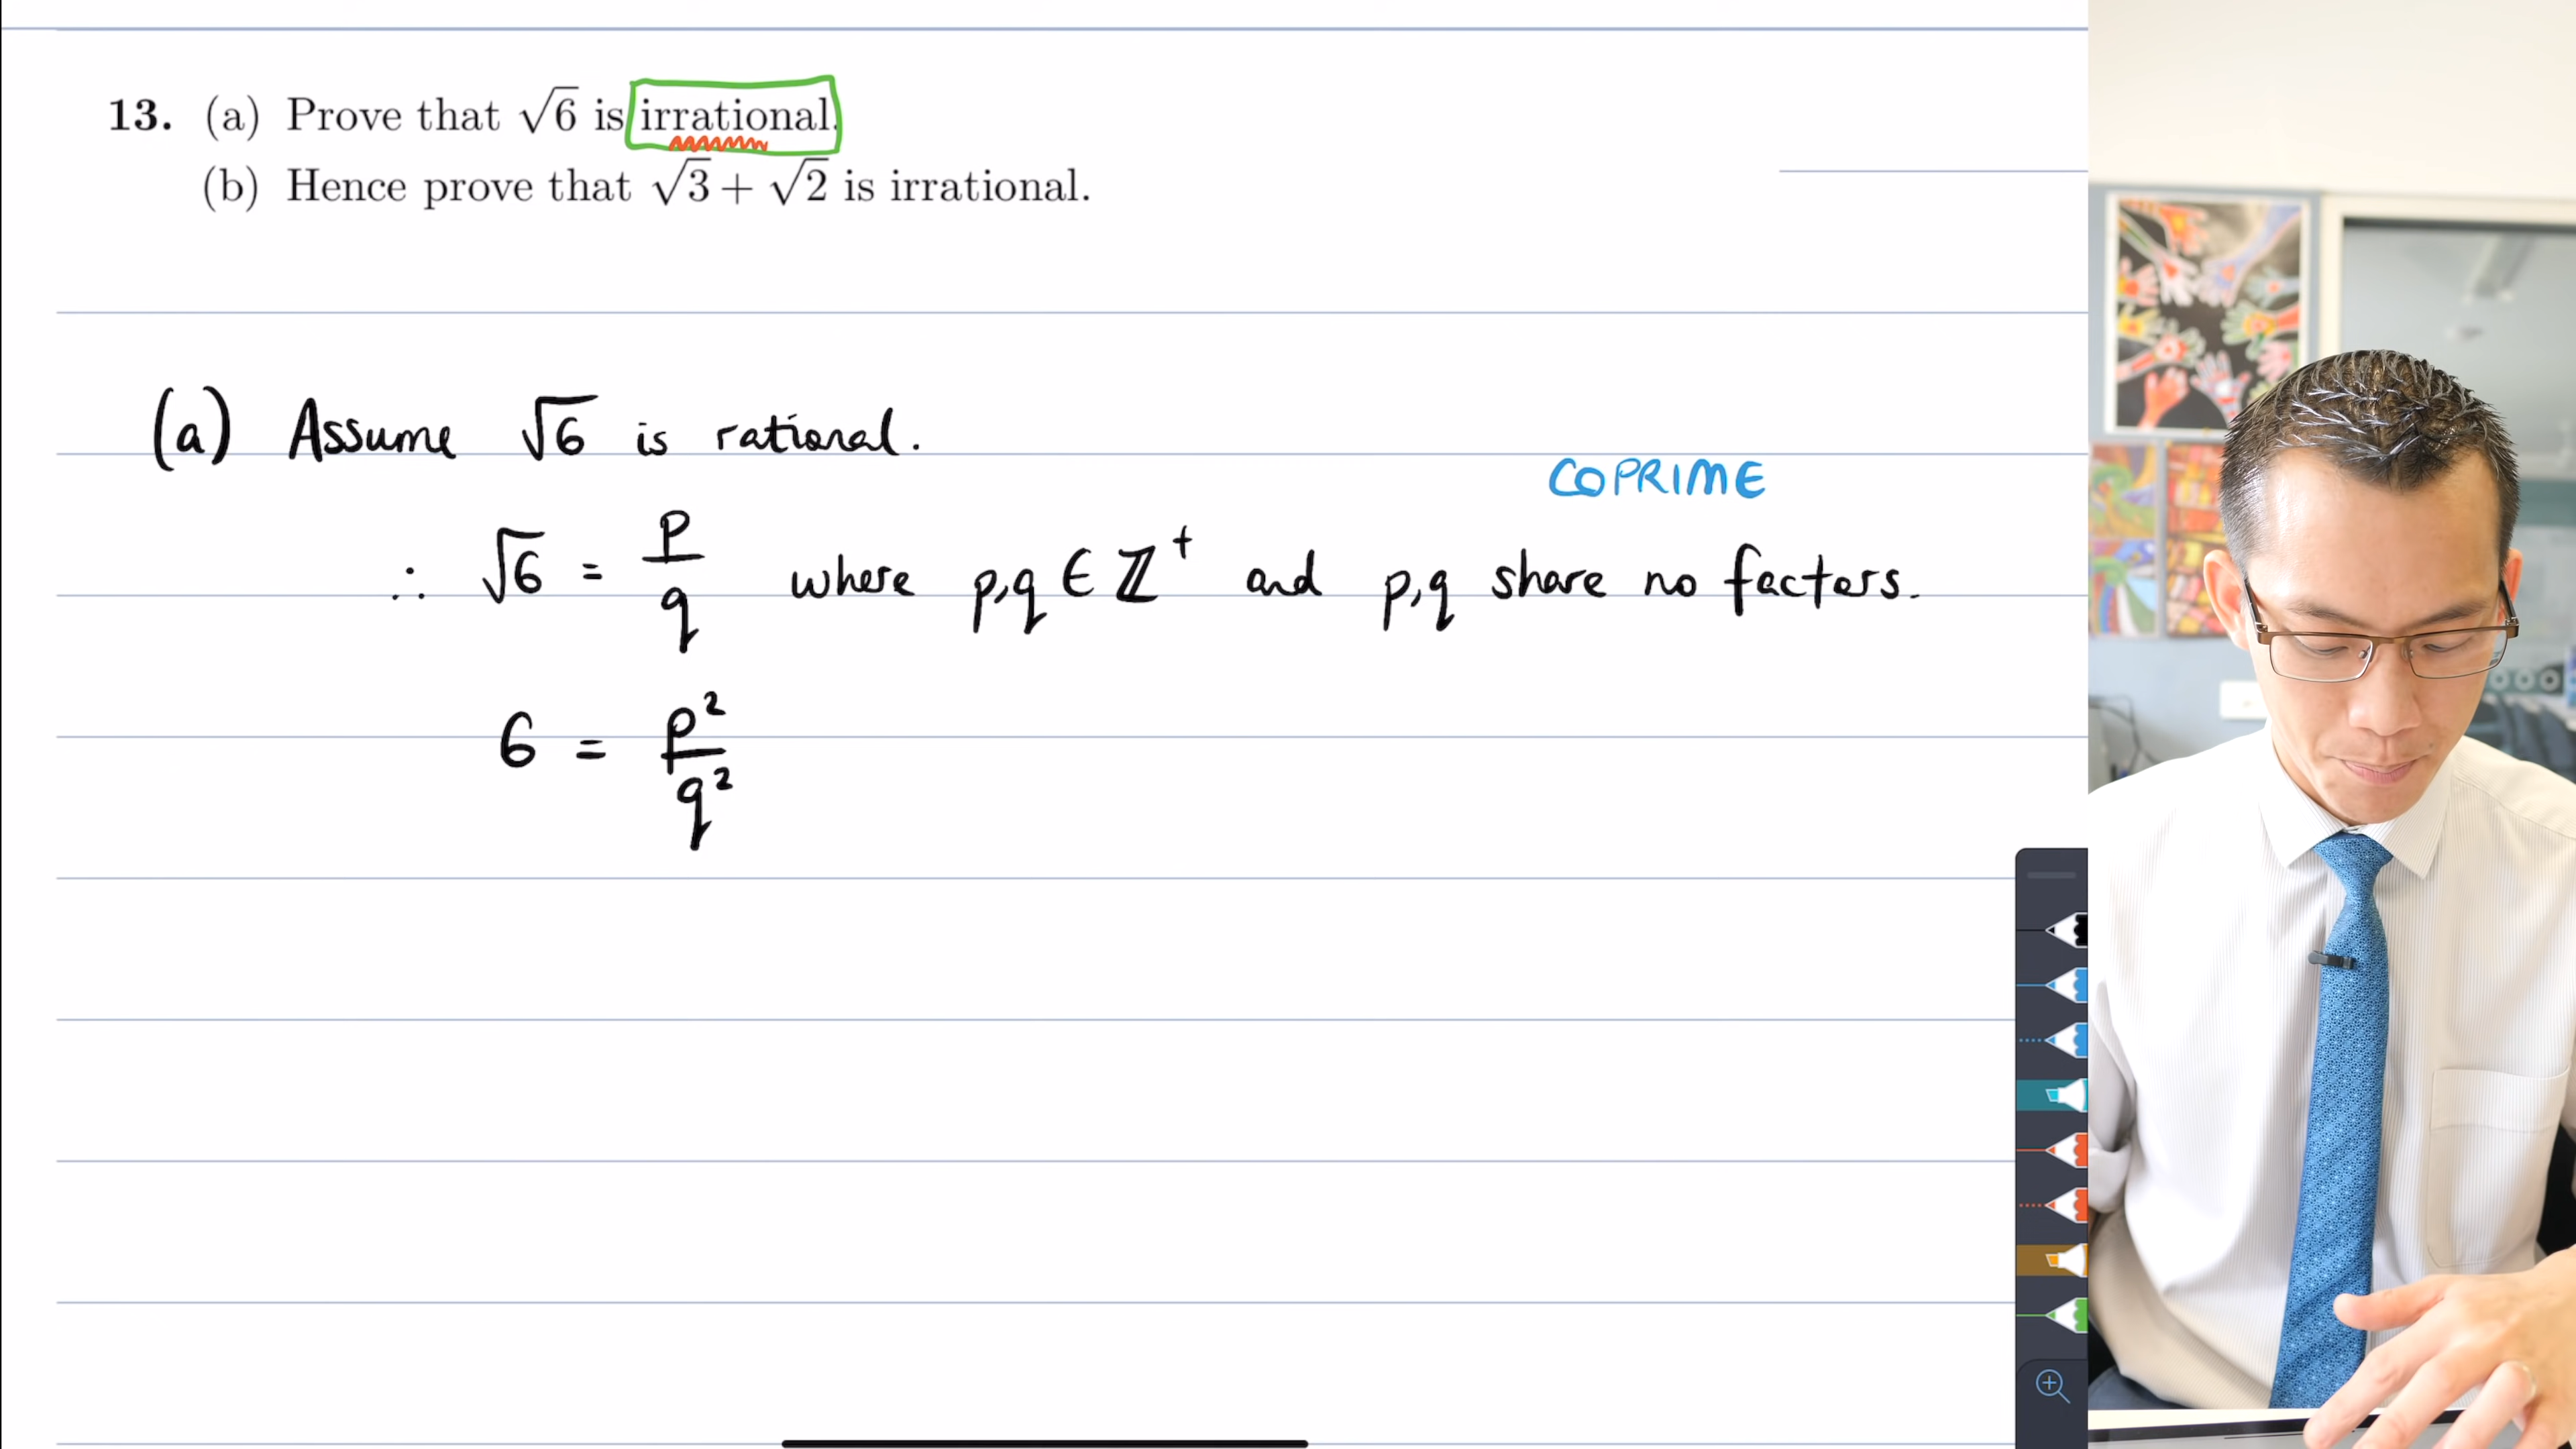 13. (a) Prove that √6 is irrational.
(b) Hence prove that √3 + √2 is irrational.
(a) Assume √6 is rational.
COPRIME
∴ √6 = p/q where p,q ∈ ℤ⁺ and p,q share no factors.
6 = p²/q²